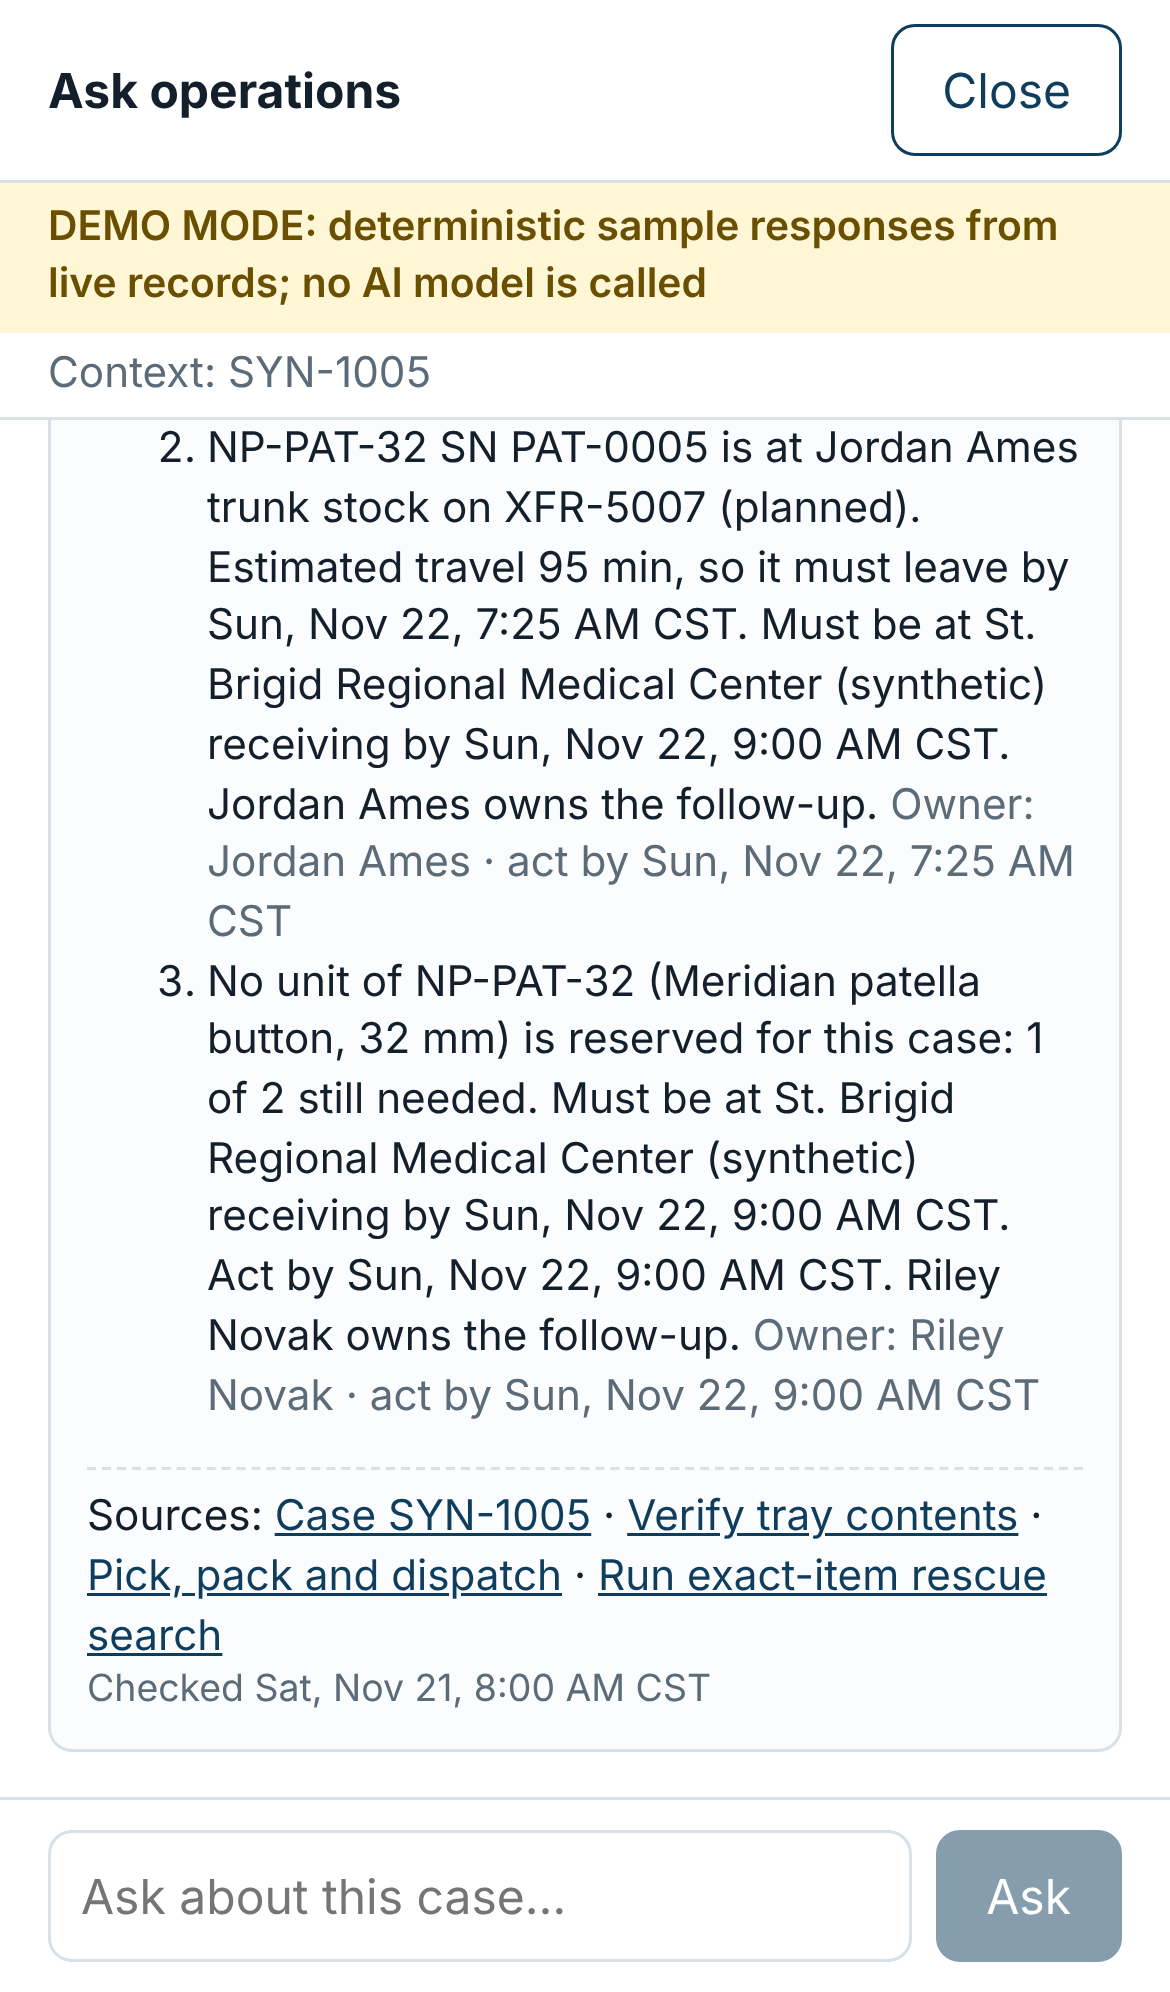 Ask operations
Close
DEMO MODE: deterministic sample responses from
live records; no AI model is called
Context: SYN-1005
2. NP-PAT-32 SN PAT-0005 is at Jordan Ames
trunk stock on XFR-5007 (planned).
Estimated travel 95 min, so it must leave by
Sun, Nov 22, 7:25 AM CST. Must be at St.
Brigid Regional Medical Center (synthetic)
receiving by Sun, Nov 22, 9:00 AM CST.
Jordan Ames owns the follow-up. Owner:
Jordan Ames · act by Sun, Nov 22, 7:25 AM
CST
3. No unit of NP-PAT-32 (Meridian patella
button, 32 mm) is reserved for this case: 1
of 2 still needed. Must be at St. Brigid
Regional Medical Center (synthetic)
receiving by Sun, Nov 22, 9:00 AM CST.
Act by Sun, Nov 22, 9:00 AM CST. Riley
Novak owns the follow-up. Owner: Riley
Novak · act by Sun, Nov 22, 9:00 AM CST
Sources: Case SYN-1005 · Verify tray contents ·
Pick, pack and dispatch · Run exact-item rescue
search
Checked Sat, Nov 21, 8:00 AM CST
Ask about this case...
Ask